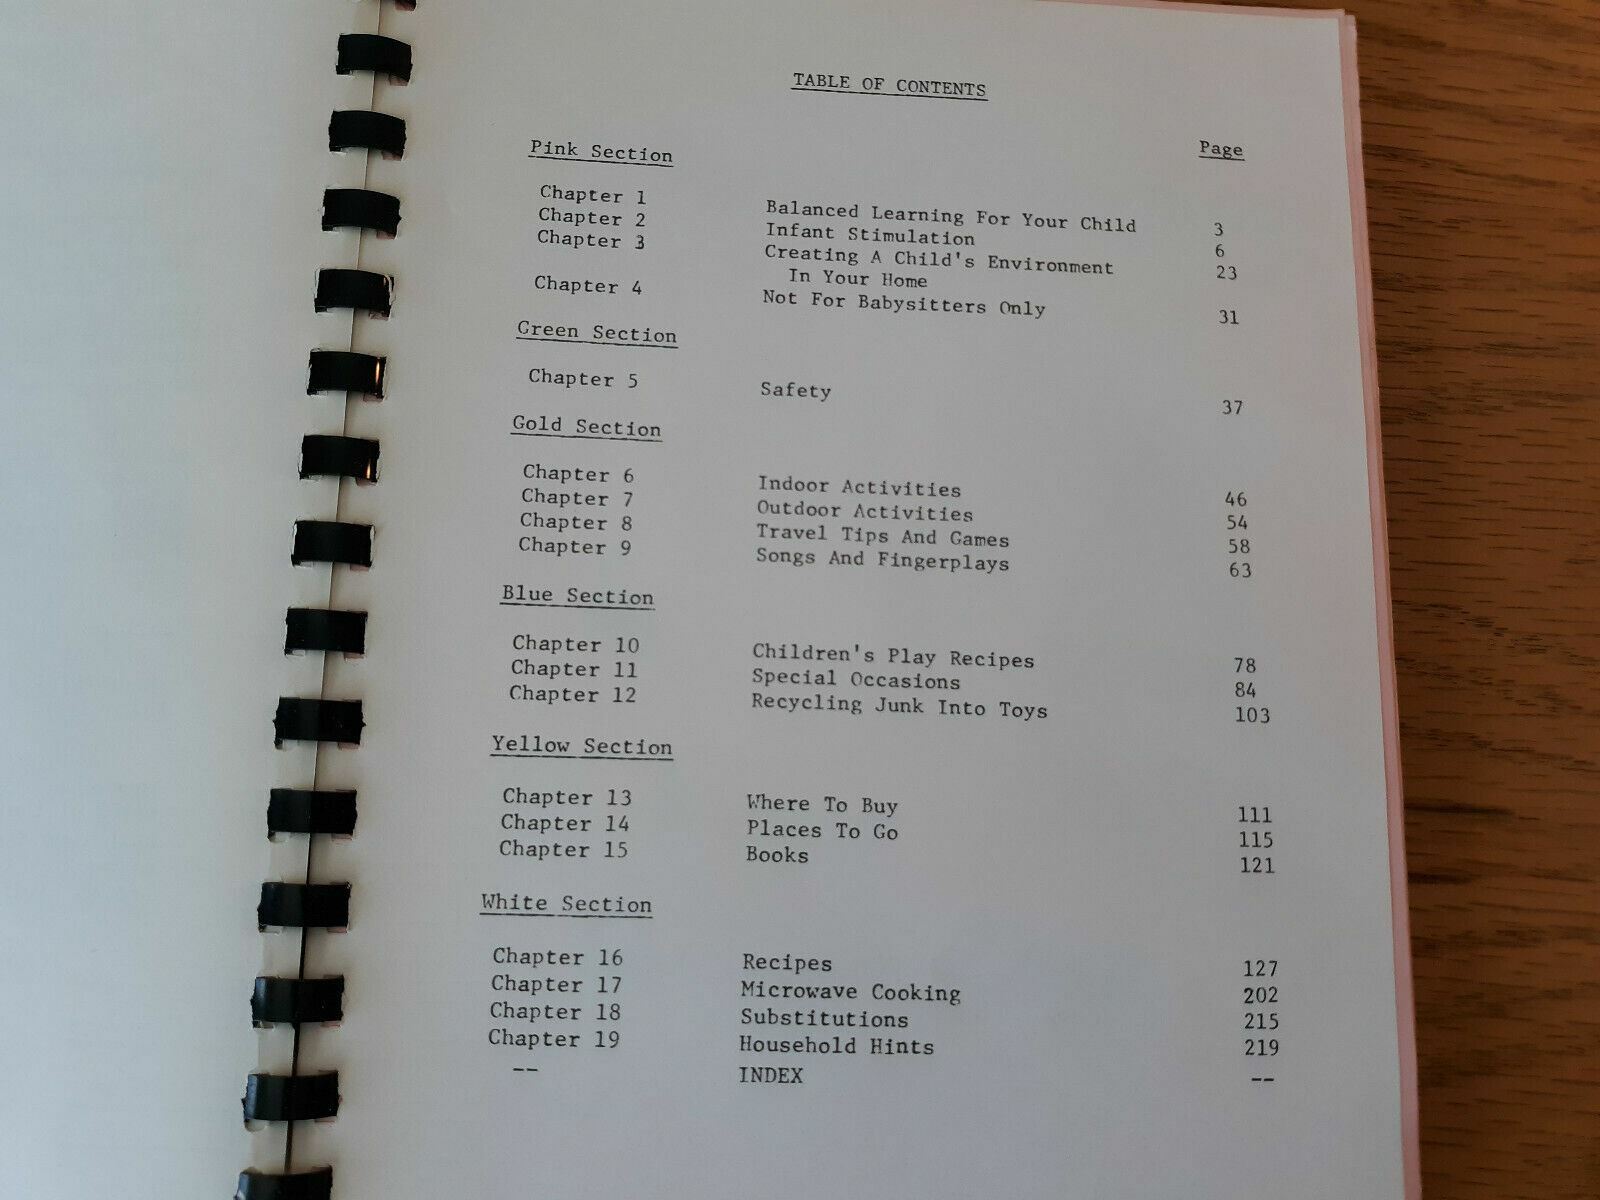 TABLE OF CONTENTS
Pink Section Page
Chapter 1 Balanced Learning For Your Child 3
Chapter 2 Infant Stimulation 6
Chapter 3 Creating A Child's Environment 23
In Your Home
Chapter 4 Not For Babysitters Only 31
Green Section
Chapter 5 Safety 37
Gold Section
Chapter 6 Indoor Activities 46
Chapter 7 Outdoor Activities 54
Chapter 8 Travel Tips And Games 58
Chapter 9 Songs And Fingerplays 63
Blue Section
Chapter 10 Children's Play Recipes 78
Chapter 11 Special Occasions 84
Chapter 12 Recycling Junk Into Toys 103
Yellow Section
Chapter 13 Where To Buy 111
Chapter 14 Places To Go 115
Chapter 15 Books 121
White Section
Chapter 16 Recipes 127
Chapter 17 Microwave Cooking 202
Chapter 18 Substitutions 215
Chapter 19 Household Hints 219
-- INDEX --